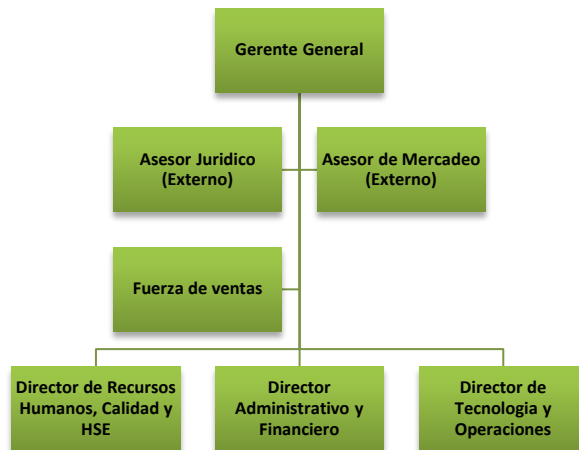 Gerente General
Asesor Juridico
(Externo)
Asesor de Mercadeo
(Externo)
Fuerza de ventas
Director de Recursos
Humanos, Calidad y
HSE
Director
Administrativo y
Financiero
Director de
Tecnologia y
Operaciones